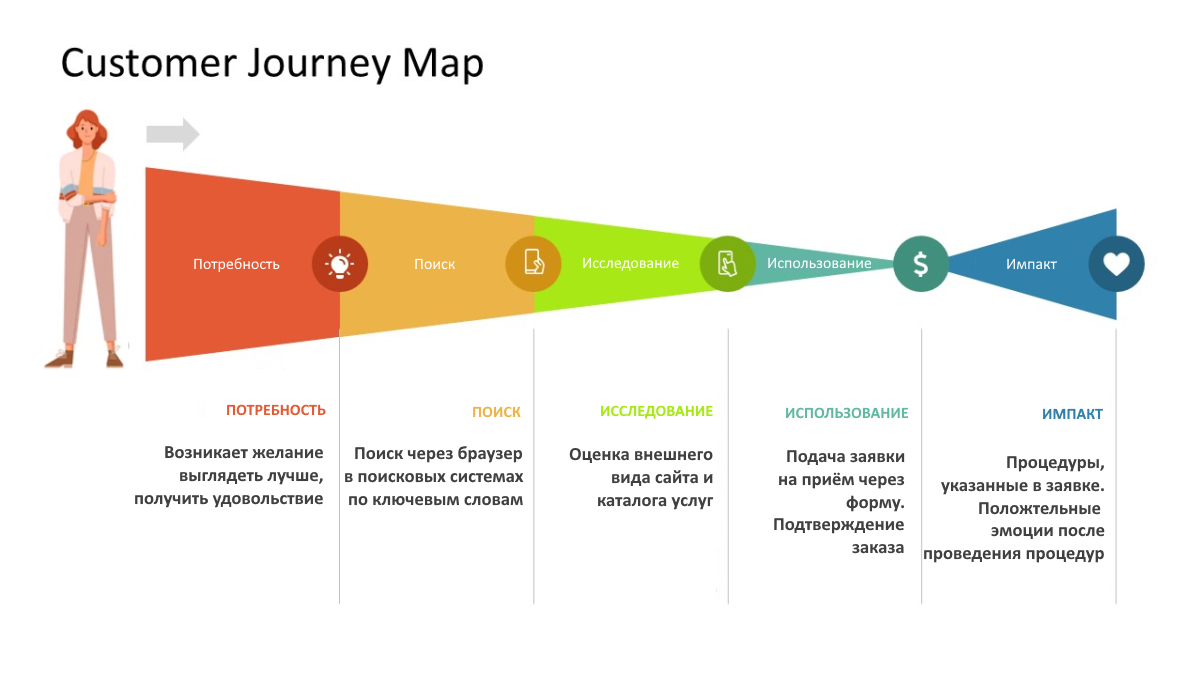 Customer Journey Map
Потребность
Поиск
Исследование
Использование
$
Импакт
ПОТРЕБНОСТЬ
Возникает желание
выглядеть лучше,
получить удовольствие
ПОИСК
Поиск через браузер
в поисковых системах
по ключевым словам
ИССЛЕДОВАНИЕ
Оценка внешнего
вида сайта и
каталога услуг
ИСПОЛЬЗОВАНИЕ
Подача заявки
на приём через
форму.
Подтверждение
заказа
ИМПАКТ
Процедуры,
указанные в заявке.
Положтельные
эмоции после
проведения процедур